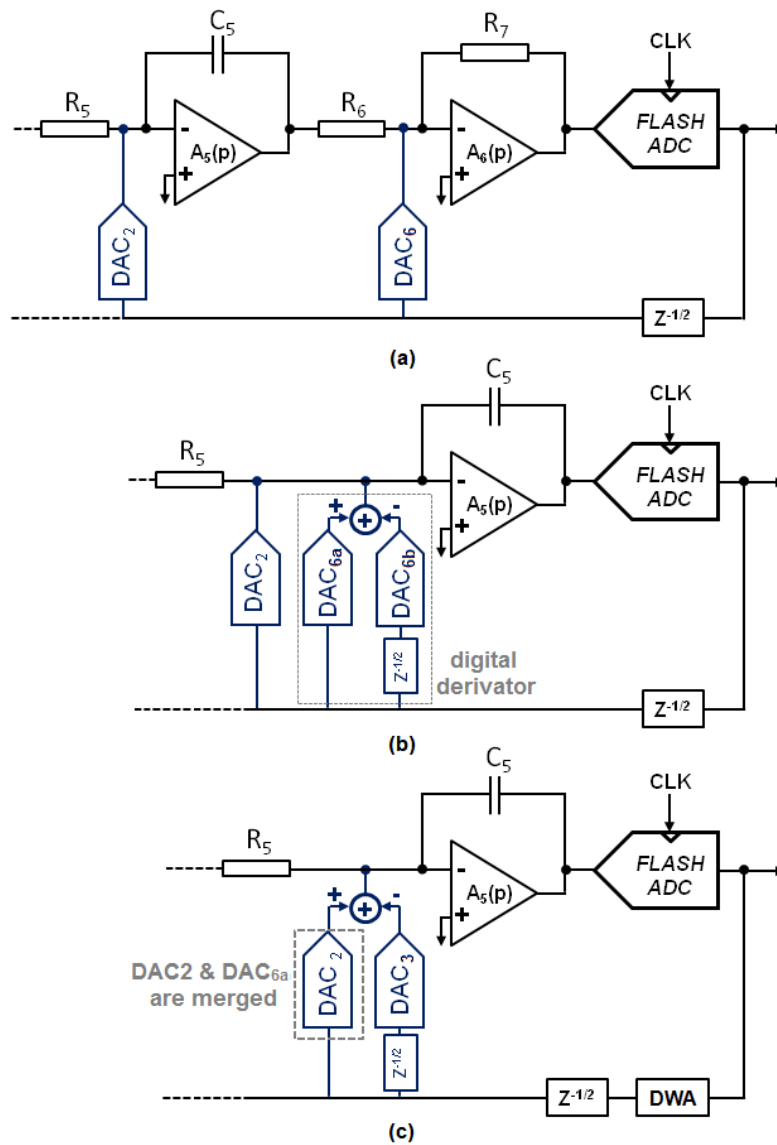 C5
R7
CLK
R5
R6
FLASH
ADC
-
A5(p)
+
-
A6(p)
+
DAC2
DAC6
Z-1/2
(a)
C5
CLK
R5
FLASH
ADC
-
A5(p)
+
+
-
+
DAC2
DAC6a
DAC6b
Z-1/2
digital
derivator
Z-1/2
(b)
C5
CLK
R5
FLASH
ADC
-
A5(p)
+
+
-
+
DAC2 & DAC6a
are merged
DAC 2
DAC3
Z-1/2
Z-1/2
DWA
(c)